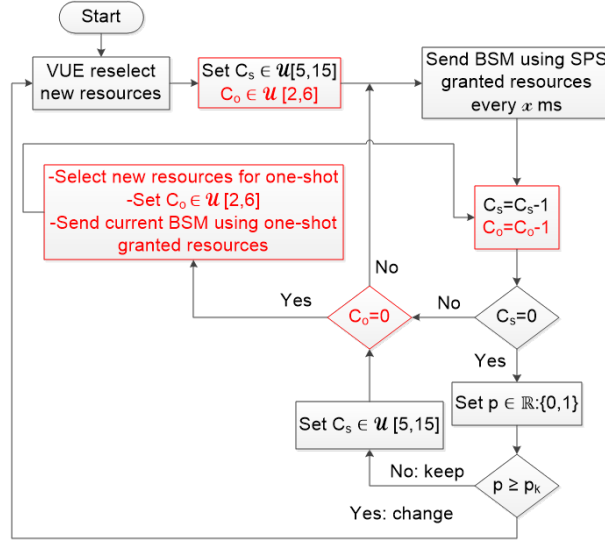 Start
VUE reselect
new resources
Set Cₛ ∈ 𝓤[5,15]
Cₒ ∈ 𝓤 [2,6]
Send BSM using SPS
granted resources
every 𝑥 ms
-Select new resources for one-shot
-Set Cₒ ∈ 𝓤 [2,6]
-Send current BSM using one-shot
granted resources
Cₛ=Cₛ-1
Cₒ=Cₒ-1
No
Yes
Cₒ=0
No
Cₛ=0
Yes
Set Cₛ ∈ 𝓤 [5,15]
Set p ∈ ℝ:{0,1}
No: keep
p ≥ pₖ
Yes: change